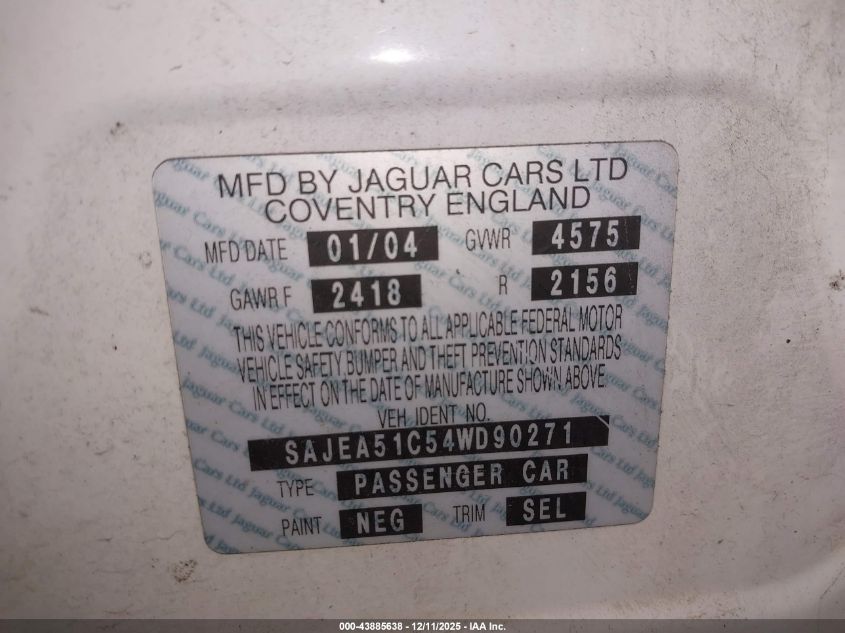 MFD BY JAGUAR CARS LTD
COVENTRY ENGLAND
MFD DATE 01/04 GVWR 4575
GAWR F 2418 R 2156
THIS VEHICLE CONFORMS TO ALL APPLICABLE FEDERAL MOTOR
VEHICLE SAFETY BUMPER AND THEFT PREVENTION STANDARDS
IN EFFECT ON THE DATE OF MANUFACTURE SHOWN ABOVE.
VEH. IDENT NO.
SAJEA51C54WD90271
TYPE PASSENGER CAR
PAINT NEG TRIM SEL
000-43885638 - 12/11/2025 - IAA Inc.